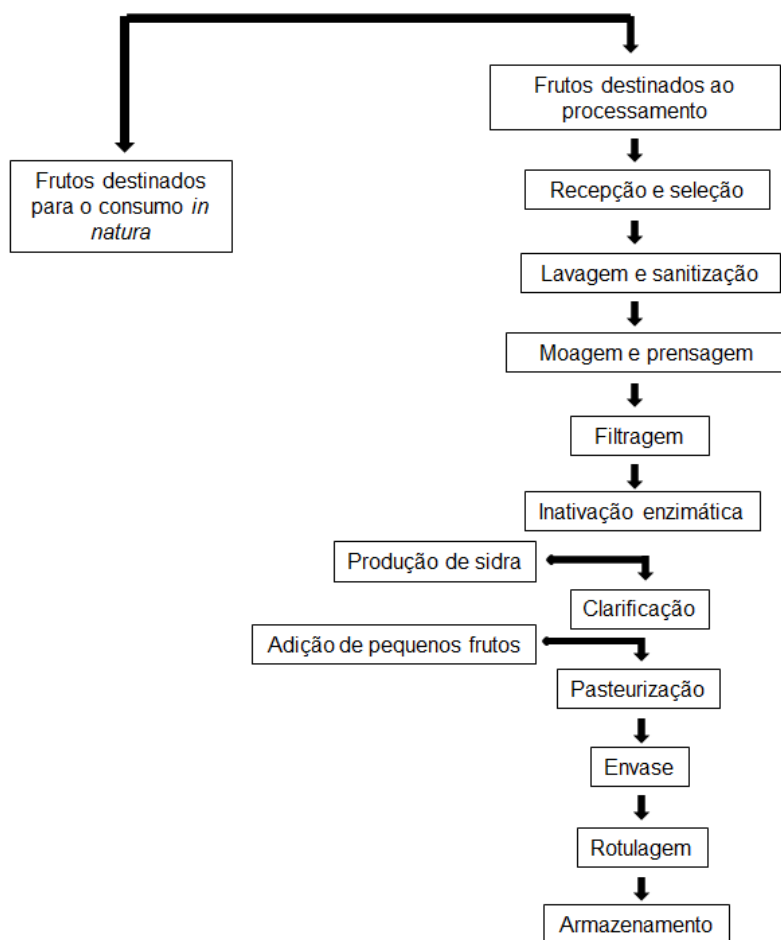 Frutos destinados ao
processamento
Frutos destinados
para o consumo in
natura
Recepção e seleção
Lavagem e sanitização
Moagem e prensagem
Filtragem
Inativação enzimática
Produção de sidra
Clarificação
Adição de pequenos frutos
Pasteurização
Envase
Rotulagem
Armazenamento